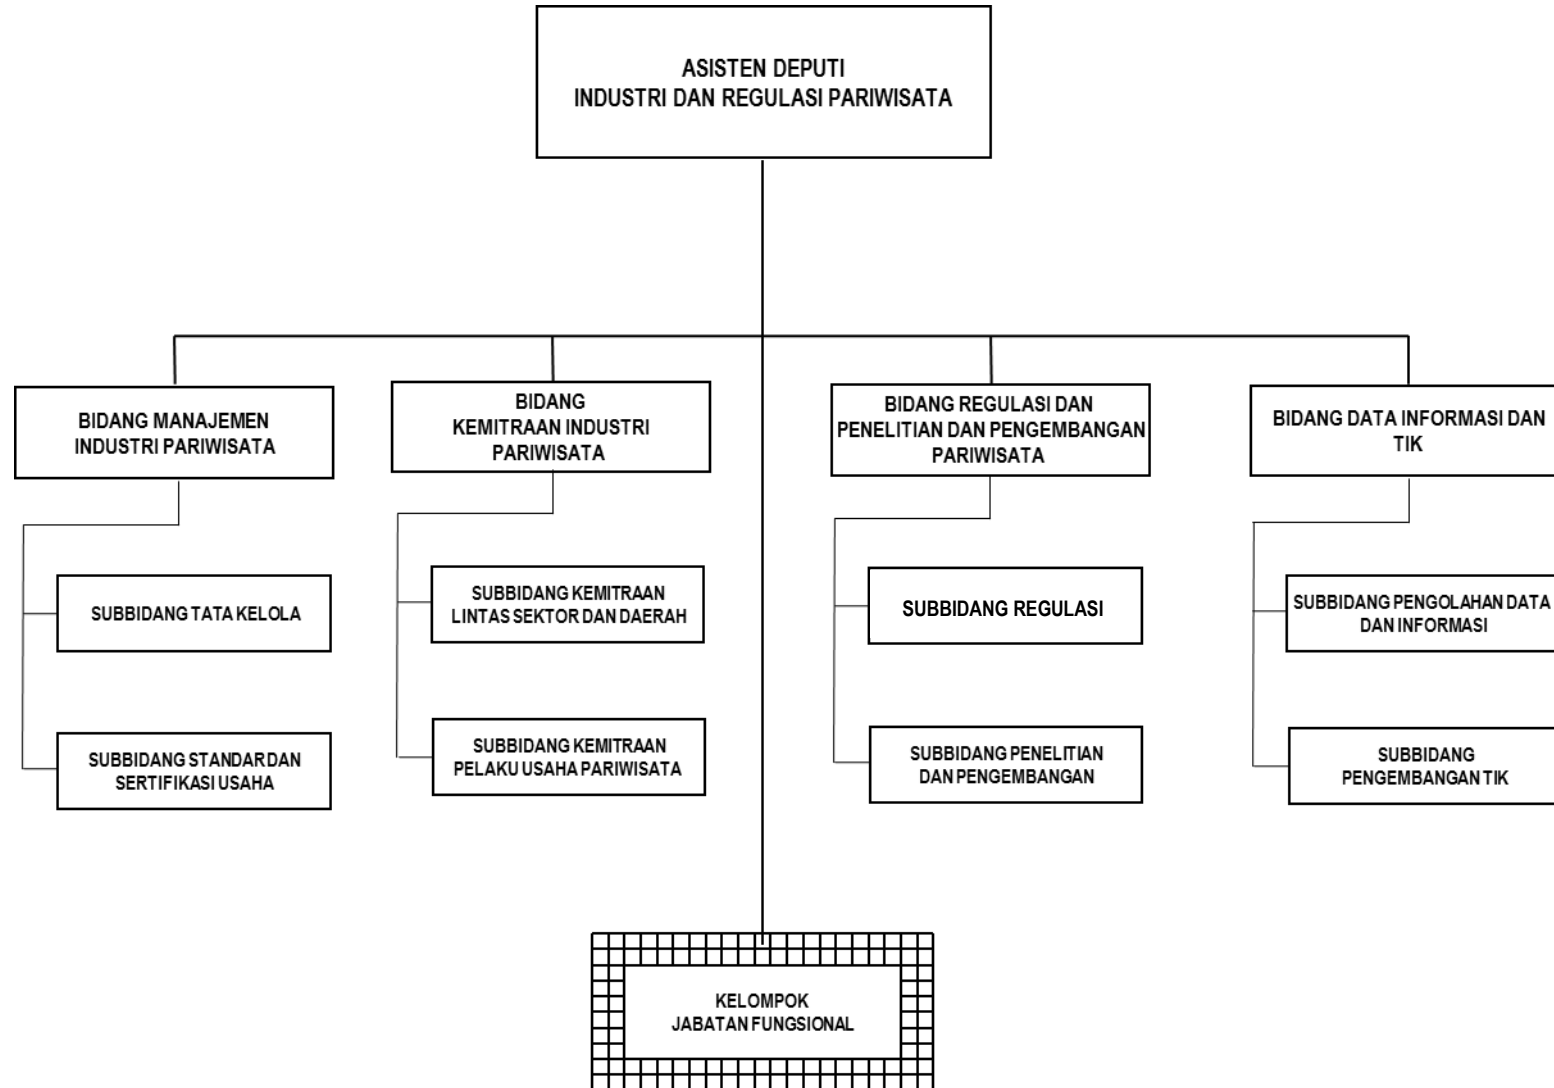 ASISTEN DEPUTI
INDUSTRI DAN REGULASI PARIWISATA
BIDANG MANAJEMEN
INDUSTRI PARIWISATA
BIDANG
KEMITRAAN INDUSTRI
PARIWISATA
BIDANG REGULASI DAN
PENELITIAN DAN PENGEMBANGAN
PARIWISATA
BIDANG DATA INFORMASI DAN
TIK
SUBBIDANG TATA KELOLA
SUBBIDANG KEMITRAAN
LINTAS SEKTOR DAN DAERAH
SUBBIDANG REGULASI
SUBBIDANG PENGOLAHAN DATA
DAN INFORMASI
SUBBIDANG STANDAR DAN
SERTIFIKASI USAHA
SUBBIDANG KEMITRAAN
PELAKU USAHA PARIWISATA
SUBBIDANG PENELITIAN
DAN PENGEMBANGAN
SUBBIDANG
PENGEMBANGAN TIK
KELOMPOK
JABATAN FUNGSIONAL